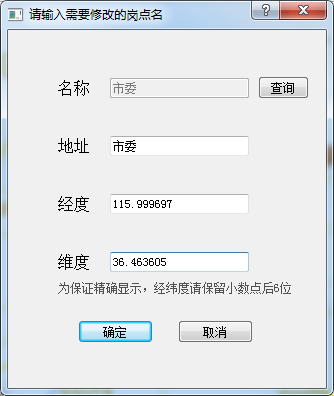 请输入需要修改的岗点名
名称 市委 查询
地址 市委
经度 115.999697
维度 36.463605
为保证精确显示，经纬度请保留小数点后6位
确定 取消